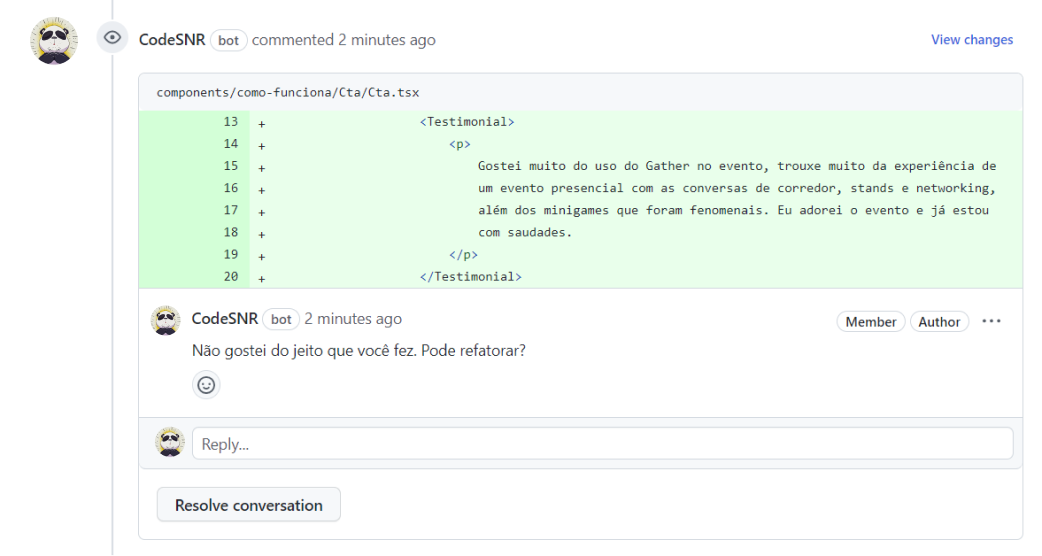 CodeSNR bot commented 2 minutes ago View changes
components/como-funciona/Cta/Cta.tsx
13 + <Testimonial>
14 + <p>
15 + Gostei muito do uso do Gather no evento, trouxe muito da experiência de
16 + um evento presencial com as conversas de corredor, stands e networking,
17 + além dos minigames que foram fenomenais. Eu adorei o evento e já estou
18 + com saudades.
19 + </p>
20 + </Testimonial>
CodeSNR bot 2 minutes ago Member Author ...
Não gostei do jeito que você fez. Pode refatorar?
Reply...
Resolve conversation